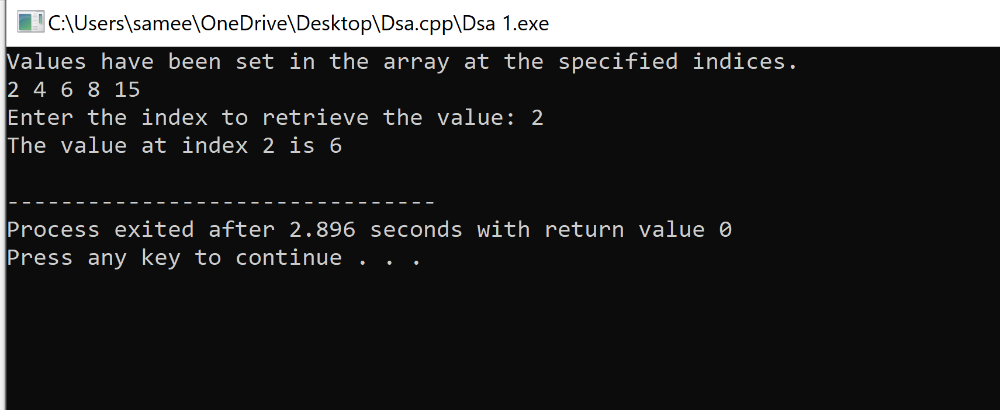 C:\Users\samee\OneDrive\Desktop\Dsa.cpp\Dsa 1.exe
Values have been set in the array at the specified indices.
2 4 6 8 15
Enter the index to retrieve the value: 2
The value at index 2 is 6
--------------------------------
Process exited after 2.896 seconds with return value 0
Press any key to continue . . .